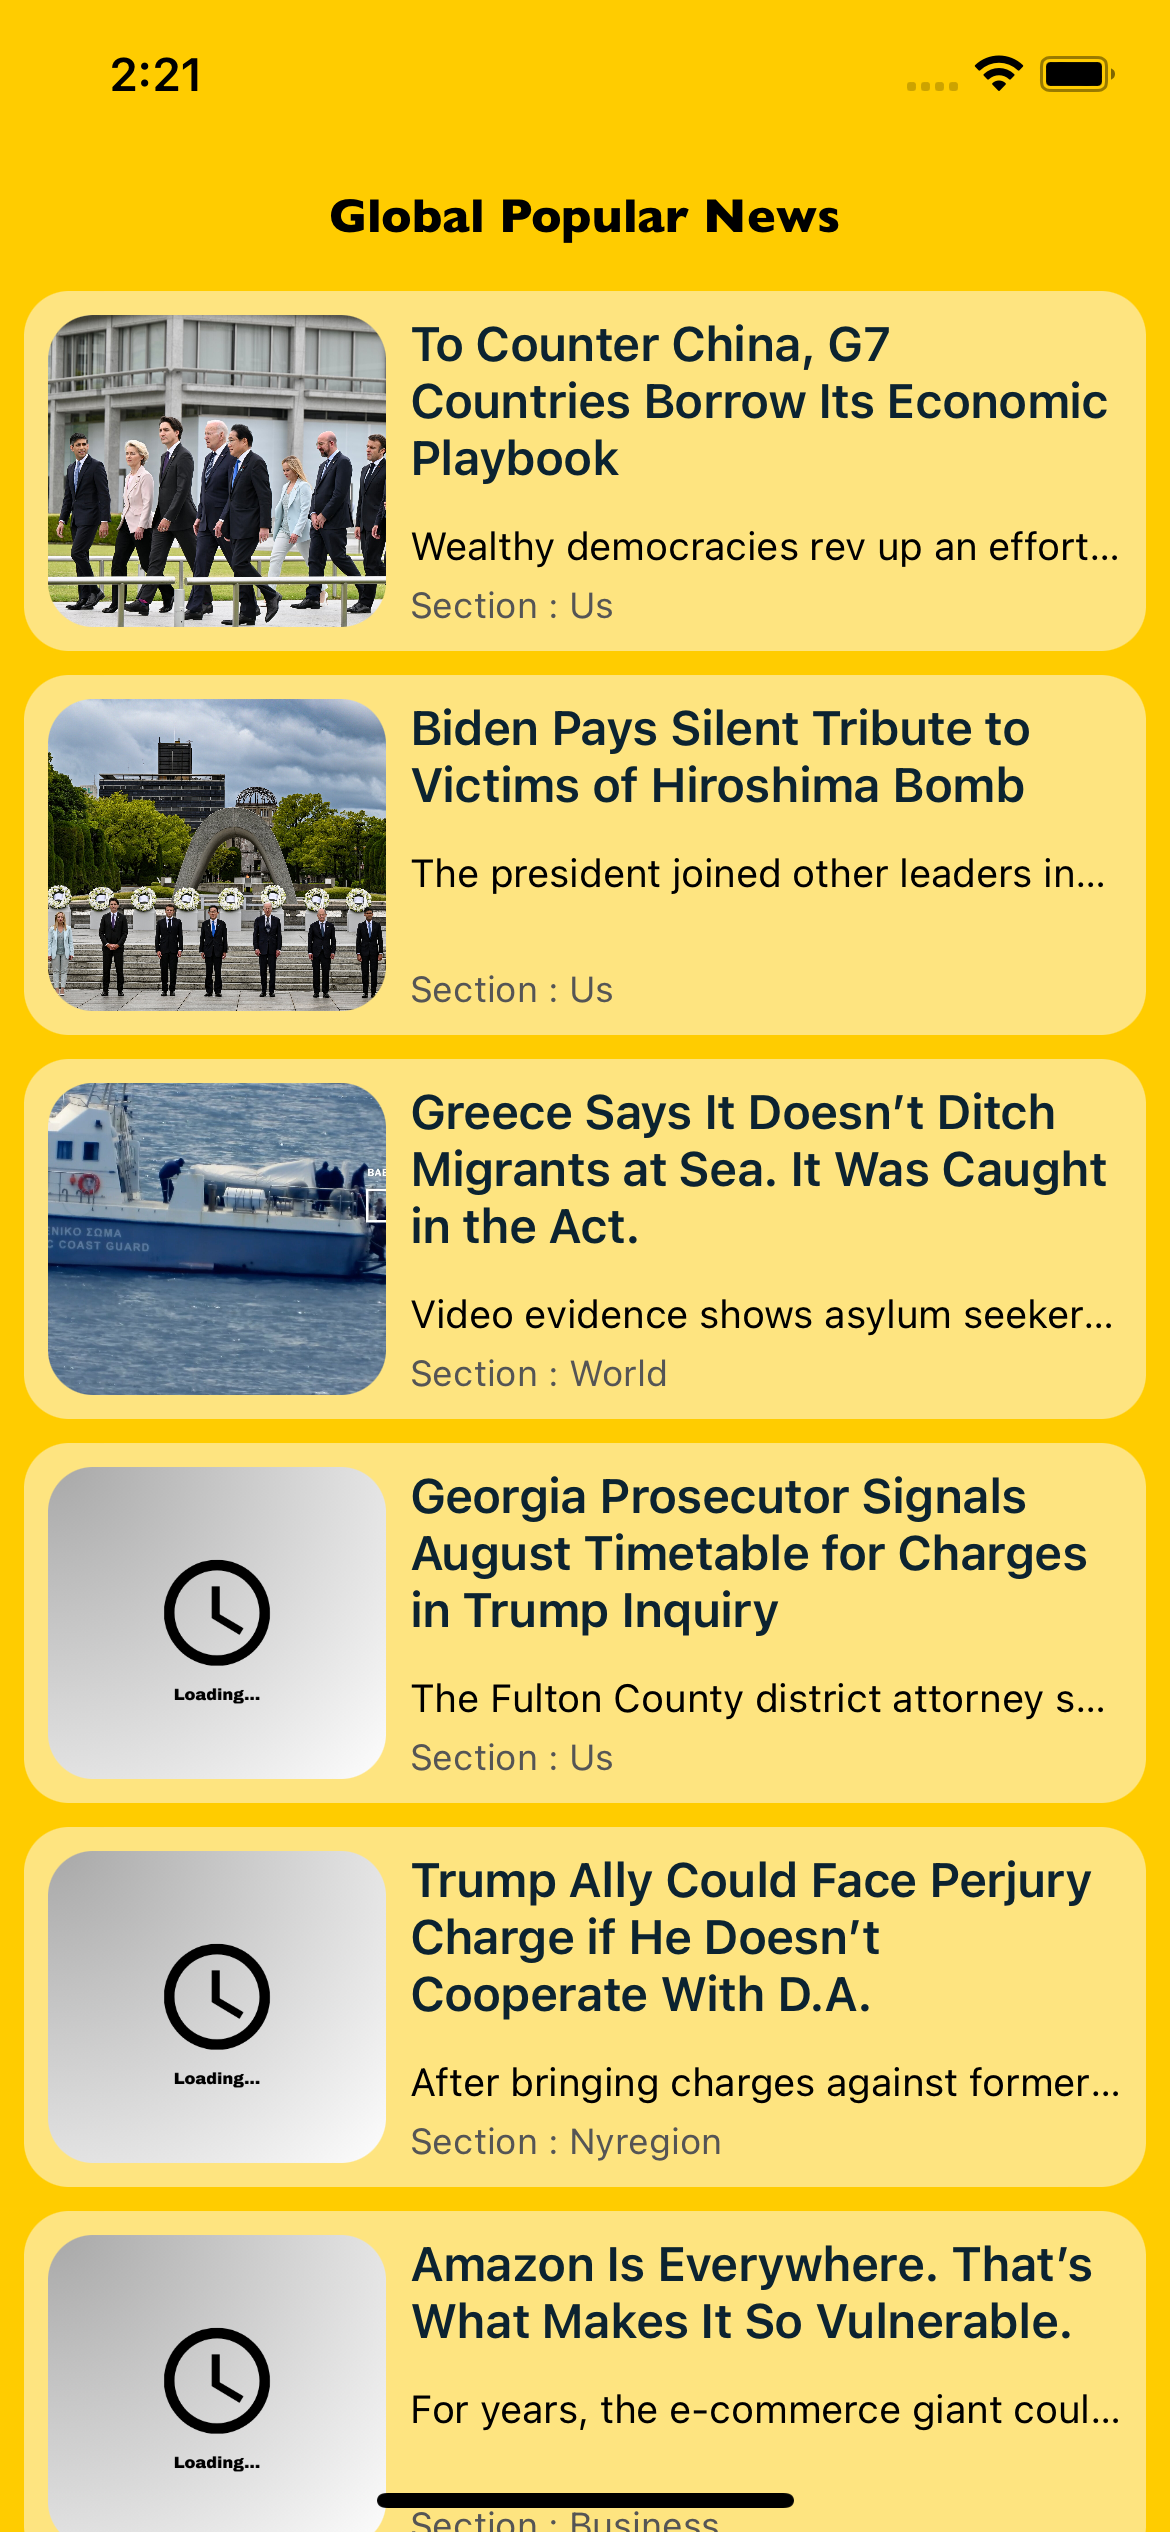 2:21
Global Popular News
To Counter China, G7
Countries Borrow Its Economic
Playbook
Wealthy democracies rev up an effort...
Section : Us
Biden Pays Silent Tribute to
Victims of Hiroshima Bomb
The president joined other leaders in...
Section : Us
BAB
ΕΝΙΚΟ ΣΩΜΑ
C COAST GUARD
Greece Says It Doesn’t Ditch
Migrants at Sea. It Was Caught
in the Act.
Video evidence shows asylum seeker...
Section : World
Loading...
Georgia Prosecutor Signals
August Timetable for Charges
in Trump Inquiry
The Fulton County district attorney s...
Section : Us
Loading...
Trump Ally Could Face Perjury
Charge if He Doesn’t
Cooperate With D.A.
After bringing charges against former...
Section : Nyregion
Loading...
Amazon Is Everywhere. That’s
What Makes It So Vulnerable.
For years, the e-commerce giant coul...
Section : Business